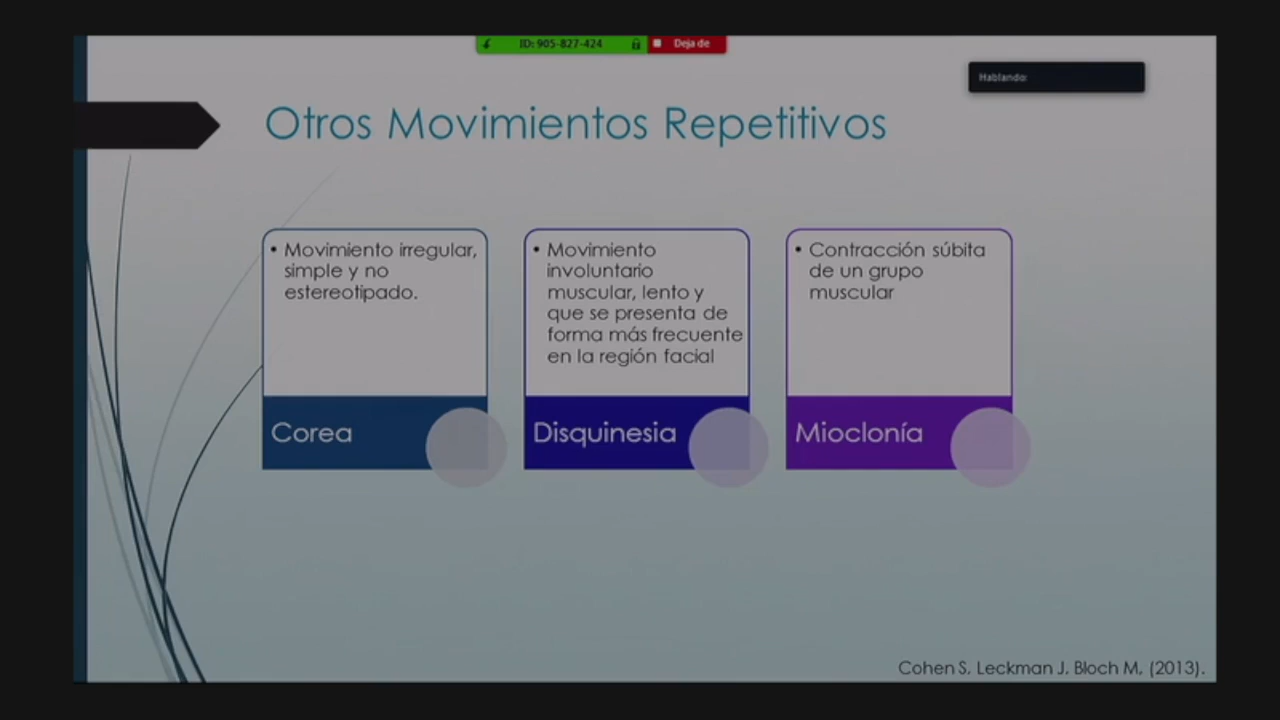 ID: 905-827-424
Deja de
Hablando:
Otros Movimientos Repetitivos
• Movimiento irregular,
simple y no
estereotipado.
Corea
• Movimiento
involuntario
muscular, lento y
que se presenta de
forma más frecuente
en la región facial
Disquinesia
• Contracción súbita
de un grupo
muscular
Mioclonía
Cohen S, Leckman J, Bloch M, (2013).